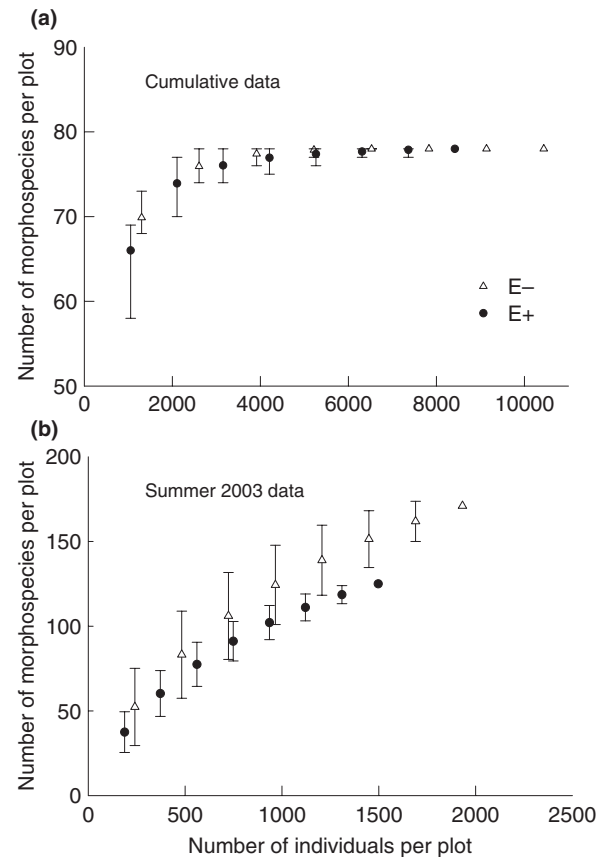 (a)
90
80
70
60
50
Number of morphospecies per plot
Cumulative data
E–
E+
0 2000 4000 6000 8000 10000
(b)
200
150
100
50
0
Number of morphospecies per plot
Summer 2003 data
0 500 1000 1500 2000 2500
Number of individuals per plot